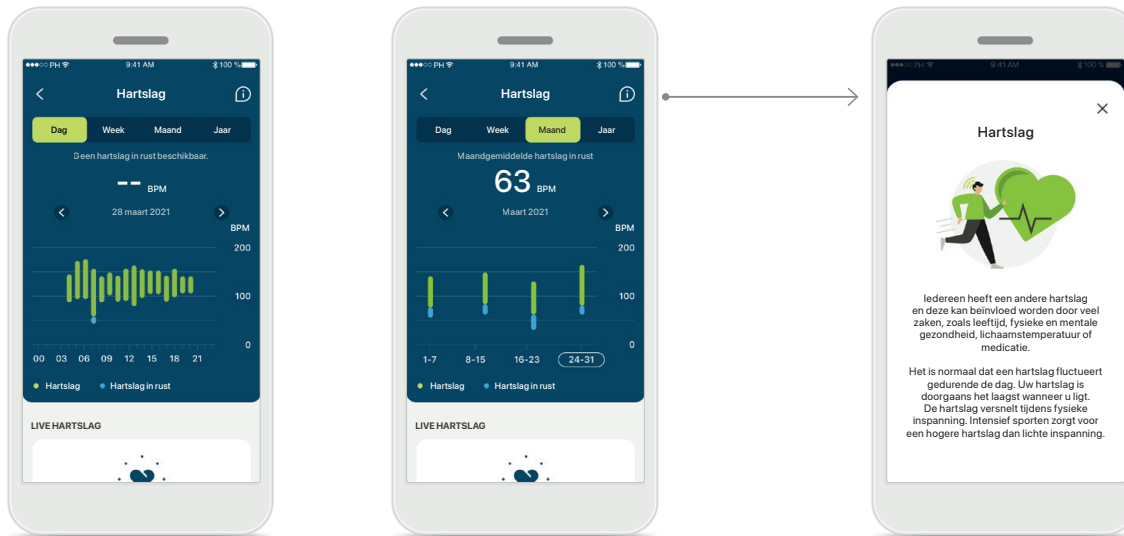 ●●●○○ PH 9:41 AM 100 %
Hartslag
Dag Week Maand Jaar
Geen hartslag in rust beschikbaar.
-- BPM
28 maart 2021
BPM
200
100
0
00 03 06 09 12 15 18 21
Hartslag Hartslag in rust
LIVE HARTSLAG
●●●○○ PH 9:41 AM 100 %
Hartslag
Dag Week Maand Jaar
Maandgemiddelde hartslag in rust
63 BPM
Maart 2021
BPM
200
100
0
1-7 8-15 16-23 24-31
Hartslag Hartslag in rust
LIVE HARTSLAG
●●●○○ PH 9:41 AM 100 %
Hartslag
Iedereen heeft een andere hartslag
en deze kan beïnvloed worden door veel
zaken, zoals leeftijd, fysieke en mentale
gezondheid, lichaamstemperatuur of
medicatie.
Het is normaal dat een hartslag fluctueert
gedurende de dag. Uw hartslag is
doorgaans het laagst wanneer u ligt.
De hartslag versnelt tijdens fysieke
inspanning. Intensief sporten zorgt voor
een hogere hartslag dan lichte inspanning.